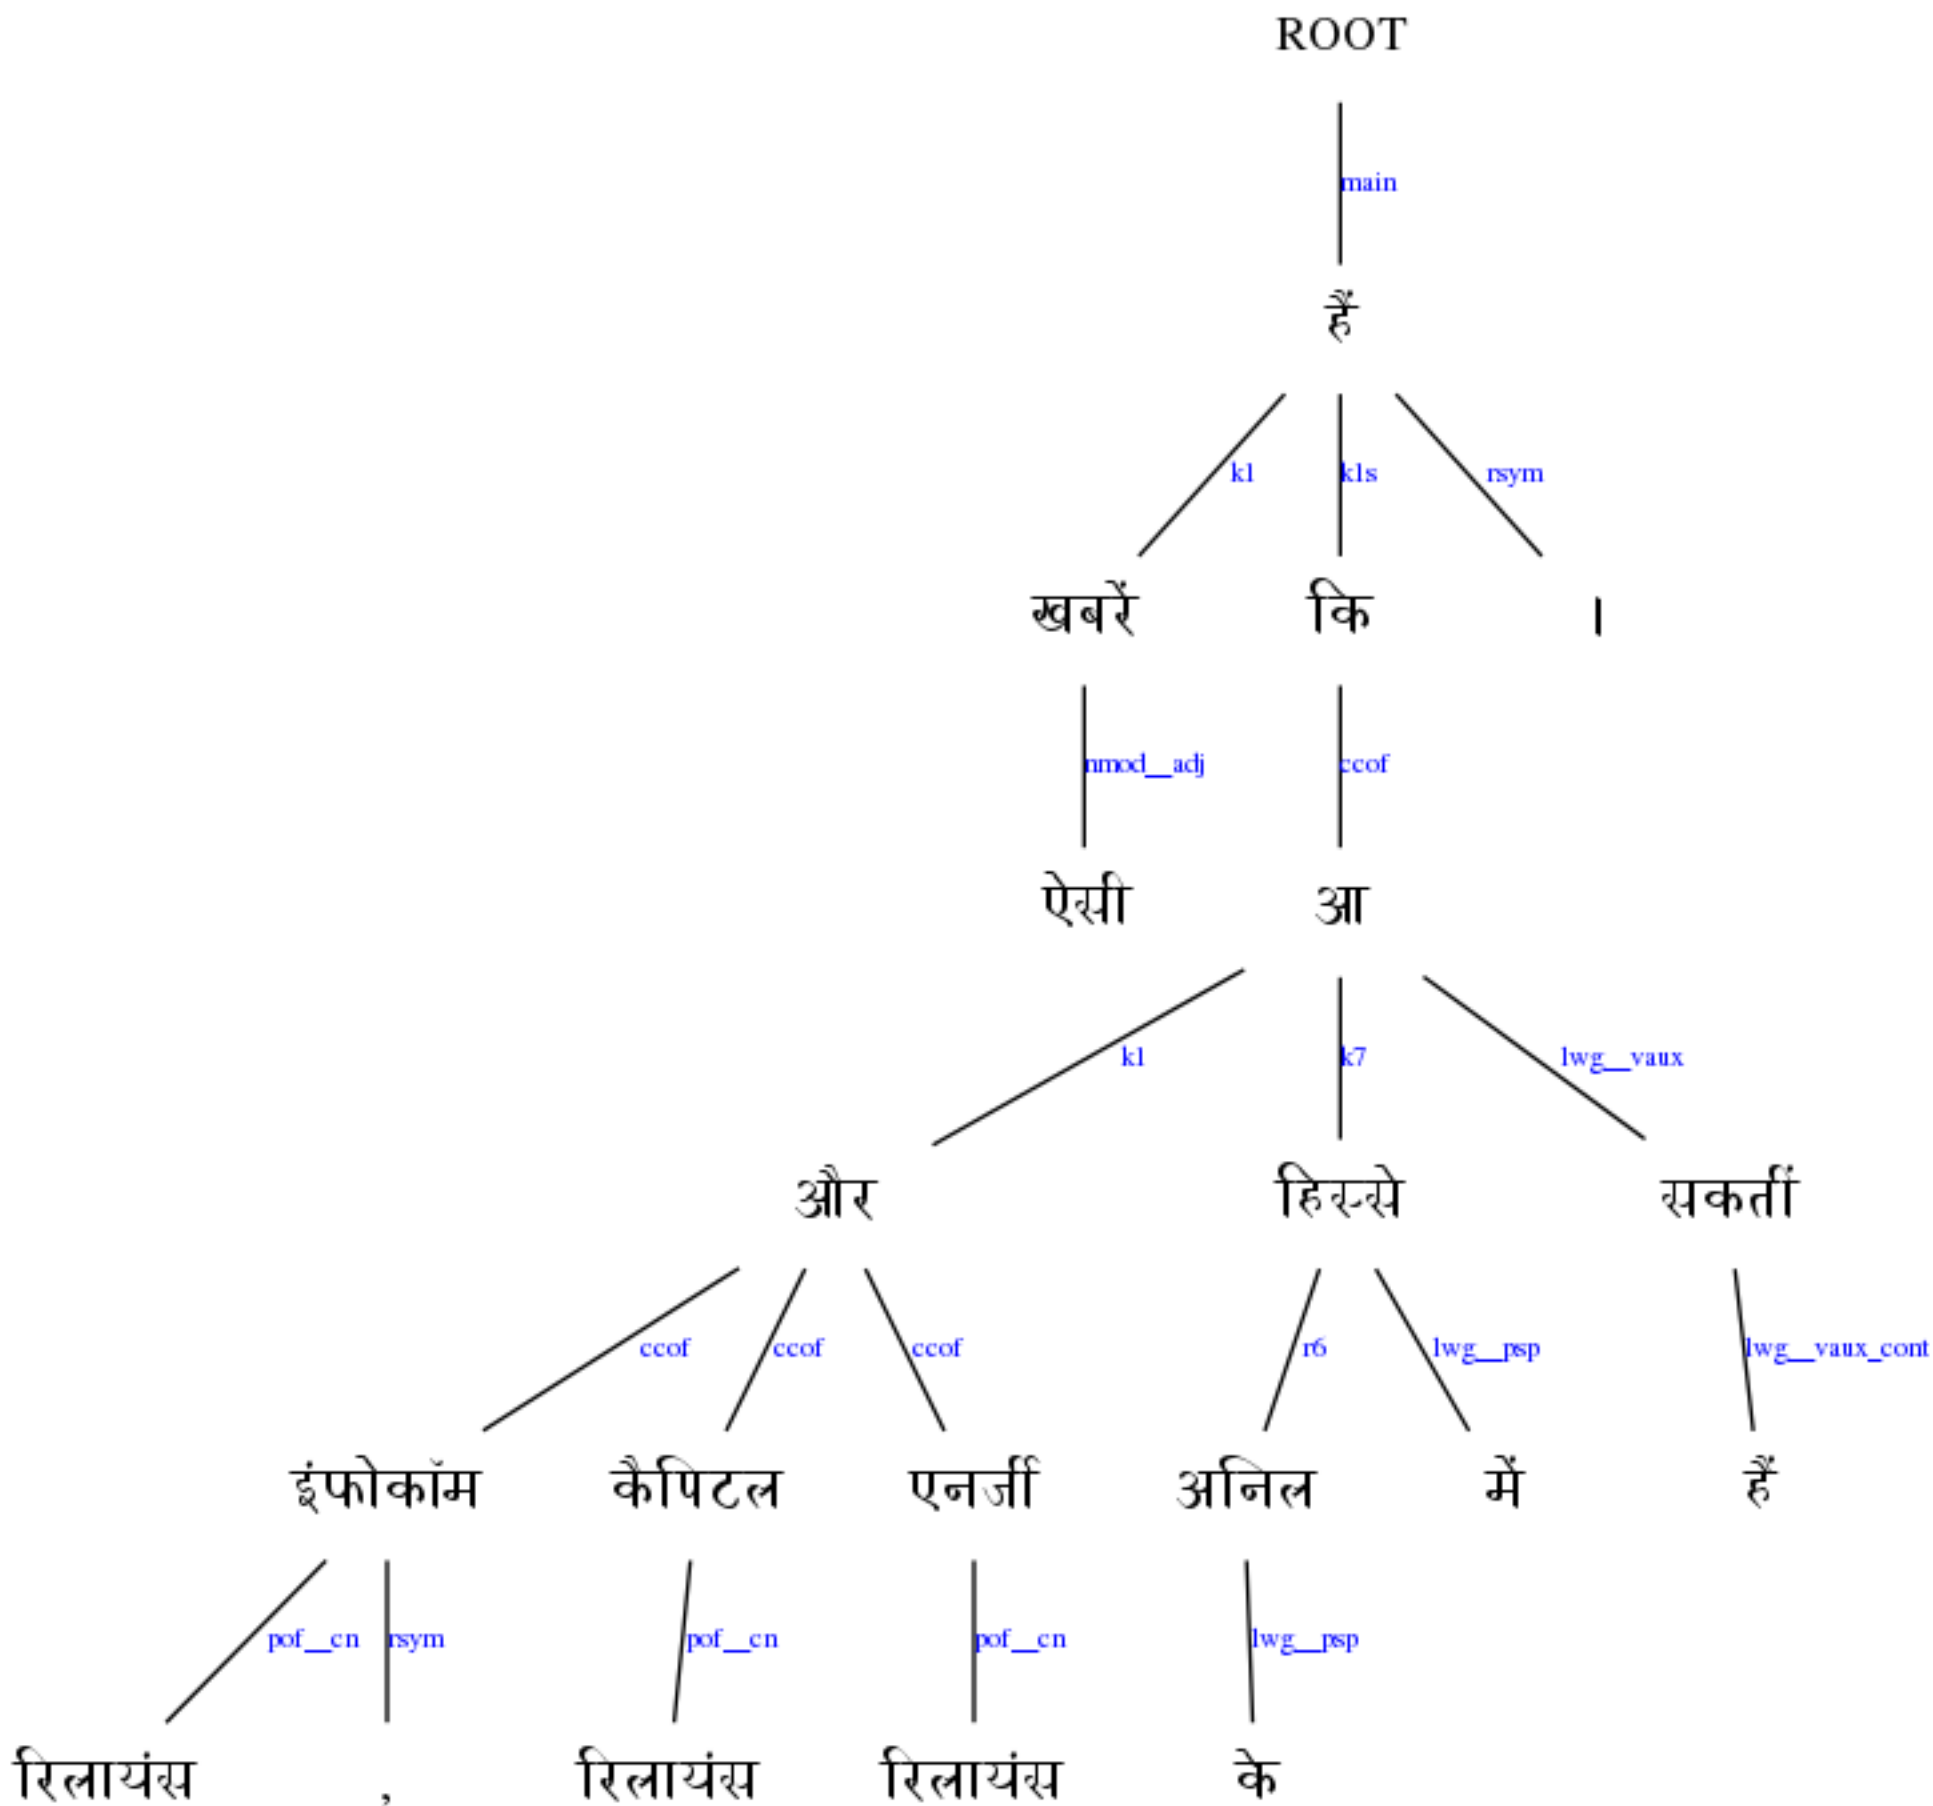 ROOT
main
हैं
k1 k1s rsym
खबरें कि ।
nmod__adj ccof
ऐसी आ
k1 k7 lwg__vaux
और हिस्से सकतीं
ccof ccof ccof r6 lwg__psp lwg__vaux_cont
इंफोकॉम कैपिटल एनर्जी अनिल में हैं
pof__cn rsym pof__cn pof__cn lwg__psp
रिलायंस , रिलायंस रिलायंस के